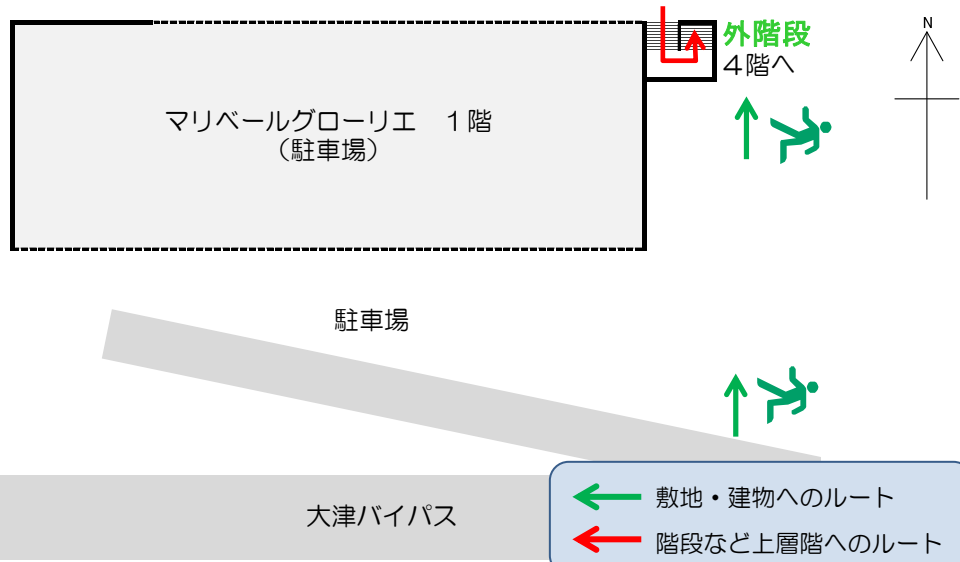 N
外階段
4階へ
マリベールグローリエ　1階
（駐車場）
駐車場
大津バイパス
敷地・建物へのルート
階段など上層階へのルート